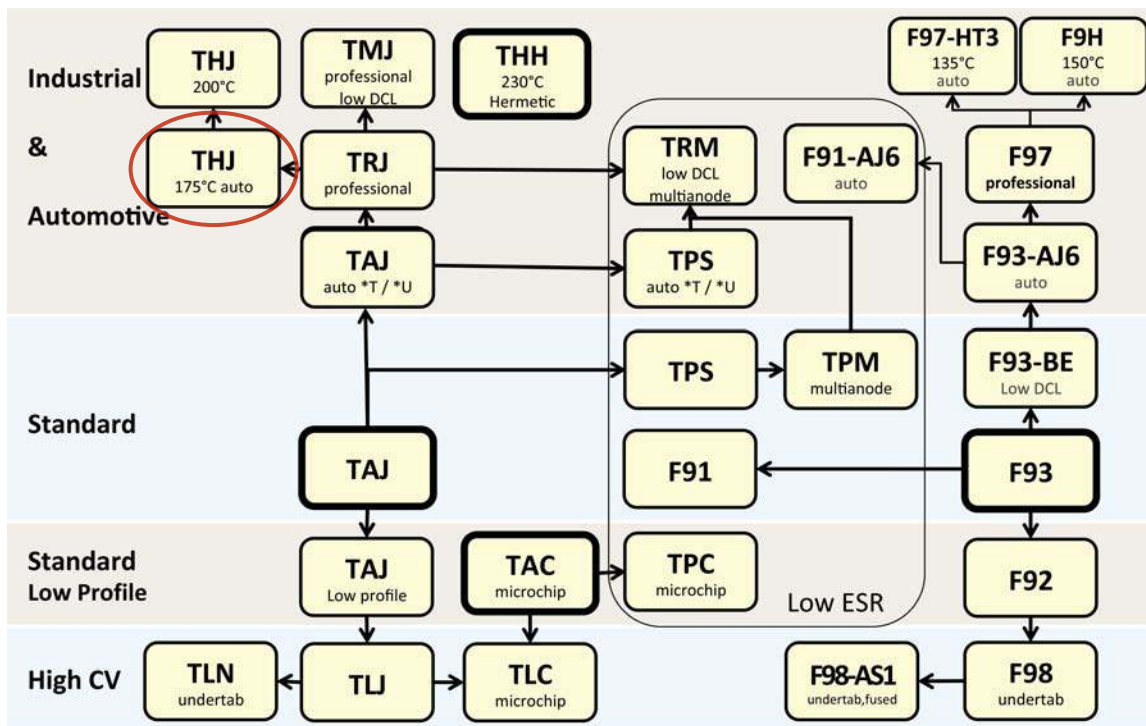 Industrial
&
Automotive
THJ
200°C
TMJ
professional
low DCL
THH
230°C
Hermetic
F97-HT3
135°C
auto
F9H
150°C
auto
THJ
175°C auto
TRJ
professional
TRM
low DCL
multianode
F91-AJ6
auto
F97
professional
TAJ
auto *T / *U
TPS
auto *T / *U
F93-AJ6
auto
Standard
TPS
TPM
multianode
F93-BE
Low DCL
TAJ
F91
F93
Standard
Low Profile
TAJ
Low profile
TAC
microchip
TPC
microchip
Low ESR
F92
High CV
TLN
undertab
TLJ
TLC
microchip
F98-AS1
undertab,fused
F98
undertab